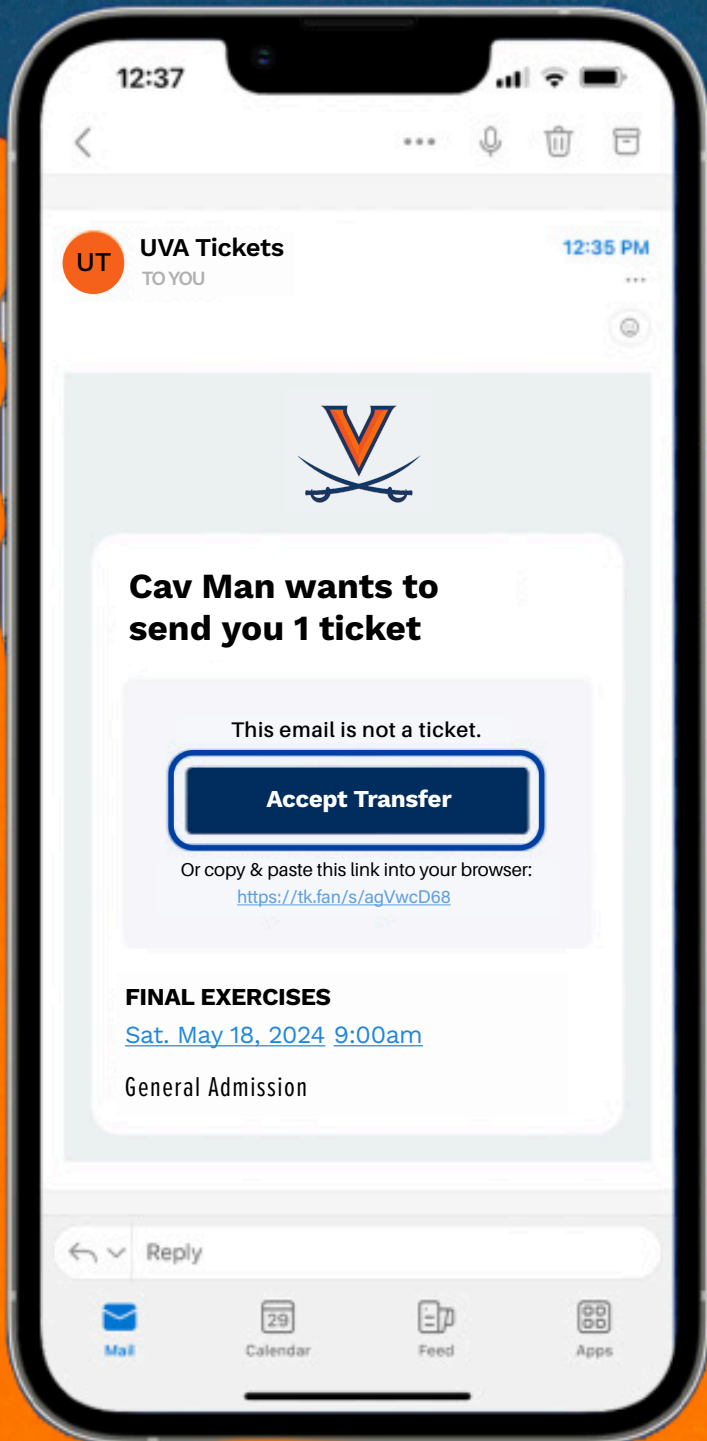 12:37
UT
UVA Tickets
12:35 PM
TO YOU
V
Cav Man wants to
send you 1 ticket
This email is not a ticket.
Accept Transfer
Or copy & paste this link into your browser:
https://tk.fan/s/agVwcD68
FINAL EXERCISES
Sat. May 18, 2024 9:00am
General Admission
Reply
29
Mail
Calendar
Feed
Apps